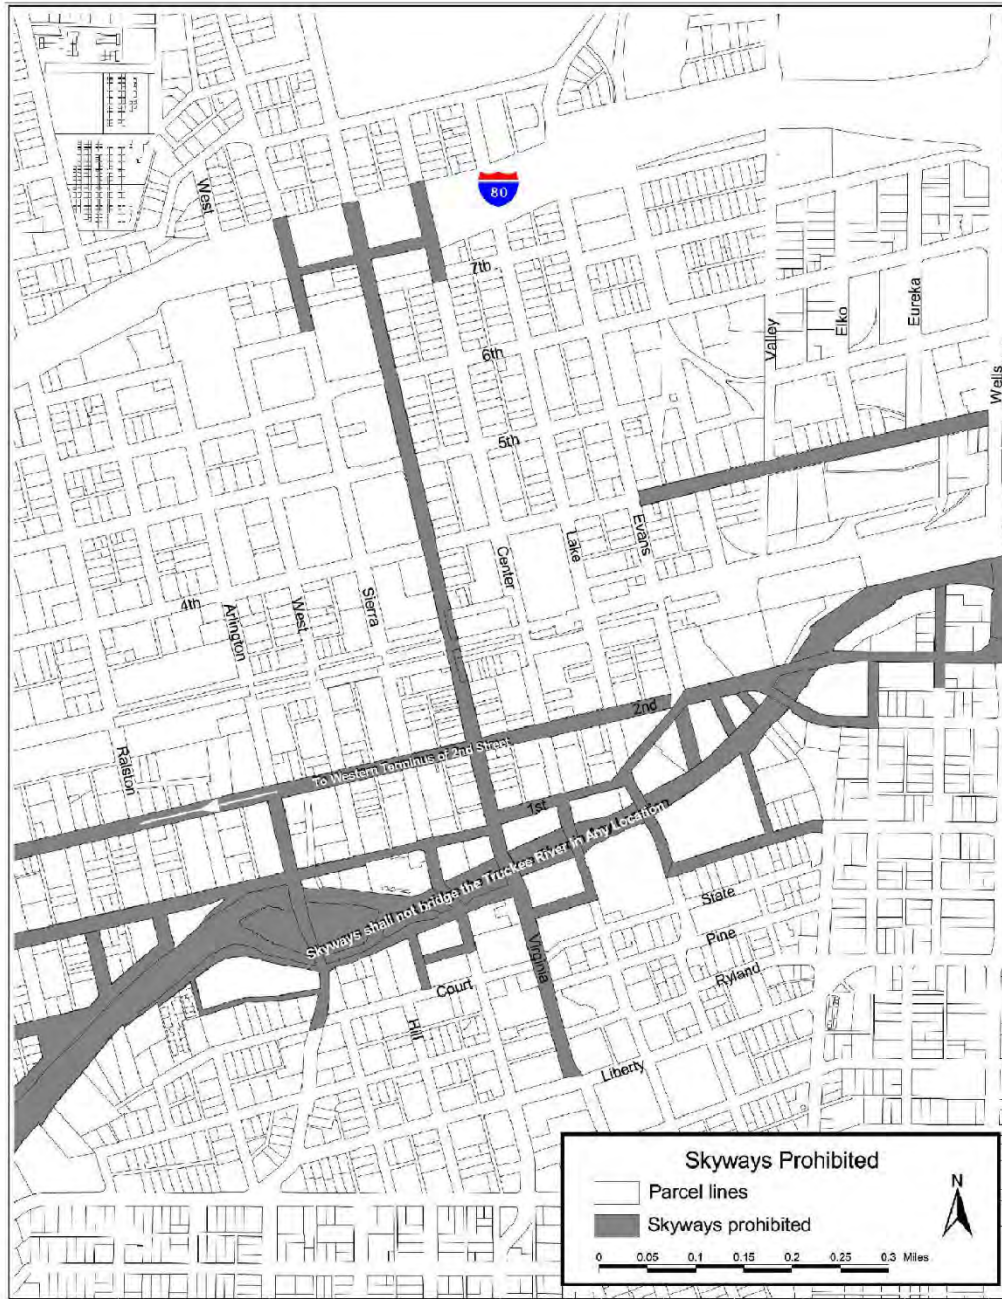 80
West
7th
6th
5th
Valley
Elko
Eureka
Wells
Evans
Lake
Center
Sierra
West
Arlington
4th
Ralston
2nd
To Western Terminus of 2nd Street
1st
Skyways shall not bridge the Truckee River in Any Location
State
Pine
Ryland
Virginia
Court
Hill
Liberty
Skyways Prohibited
Parcel lines
Skyways prohibited
N
0 0.05 0.1 0.15 0.2 0.25 0.3 Miles